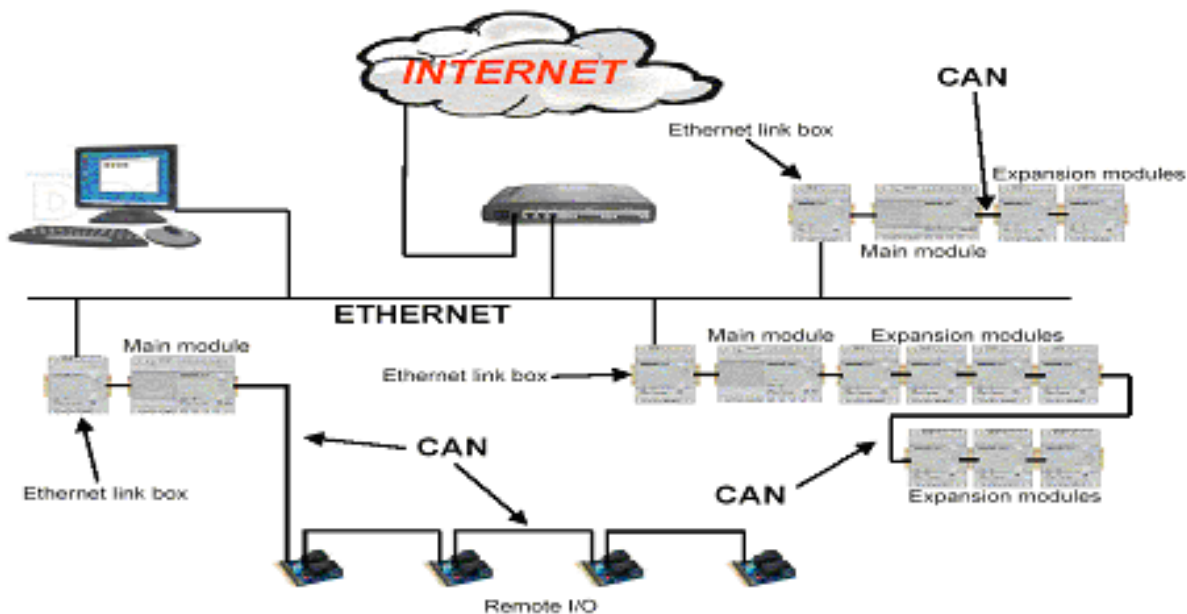 INTERNET
CAN
Ethernet link box
Expansion modules
Main module
ETHERNET
Main module
Main module
Expansion modules
Ethernet link box
CAN
CAN
Ethernet link box
Expansion modules
Remote I/O